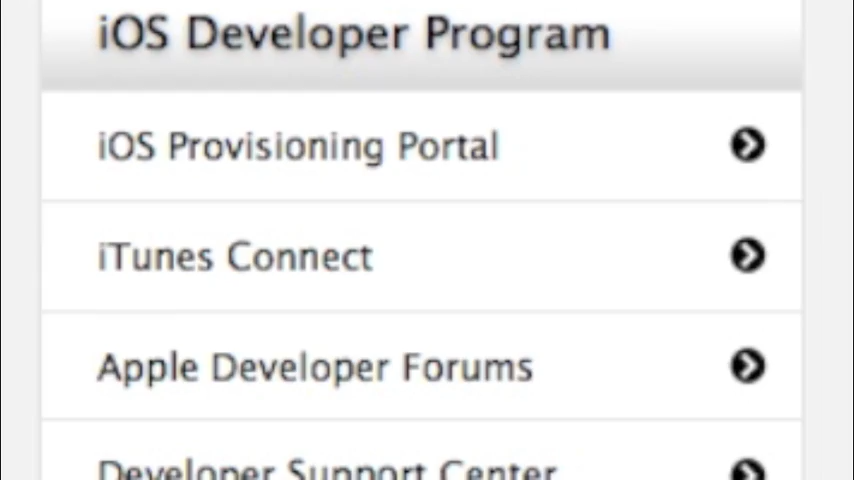 iOS Developer Program
iOS Provisioning Portal
iTunes Connect
Apple Developer Forums
Developer Support Center